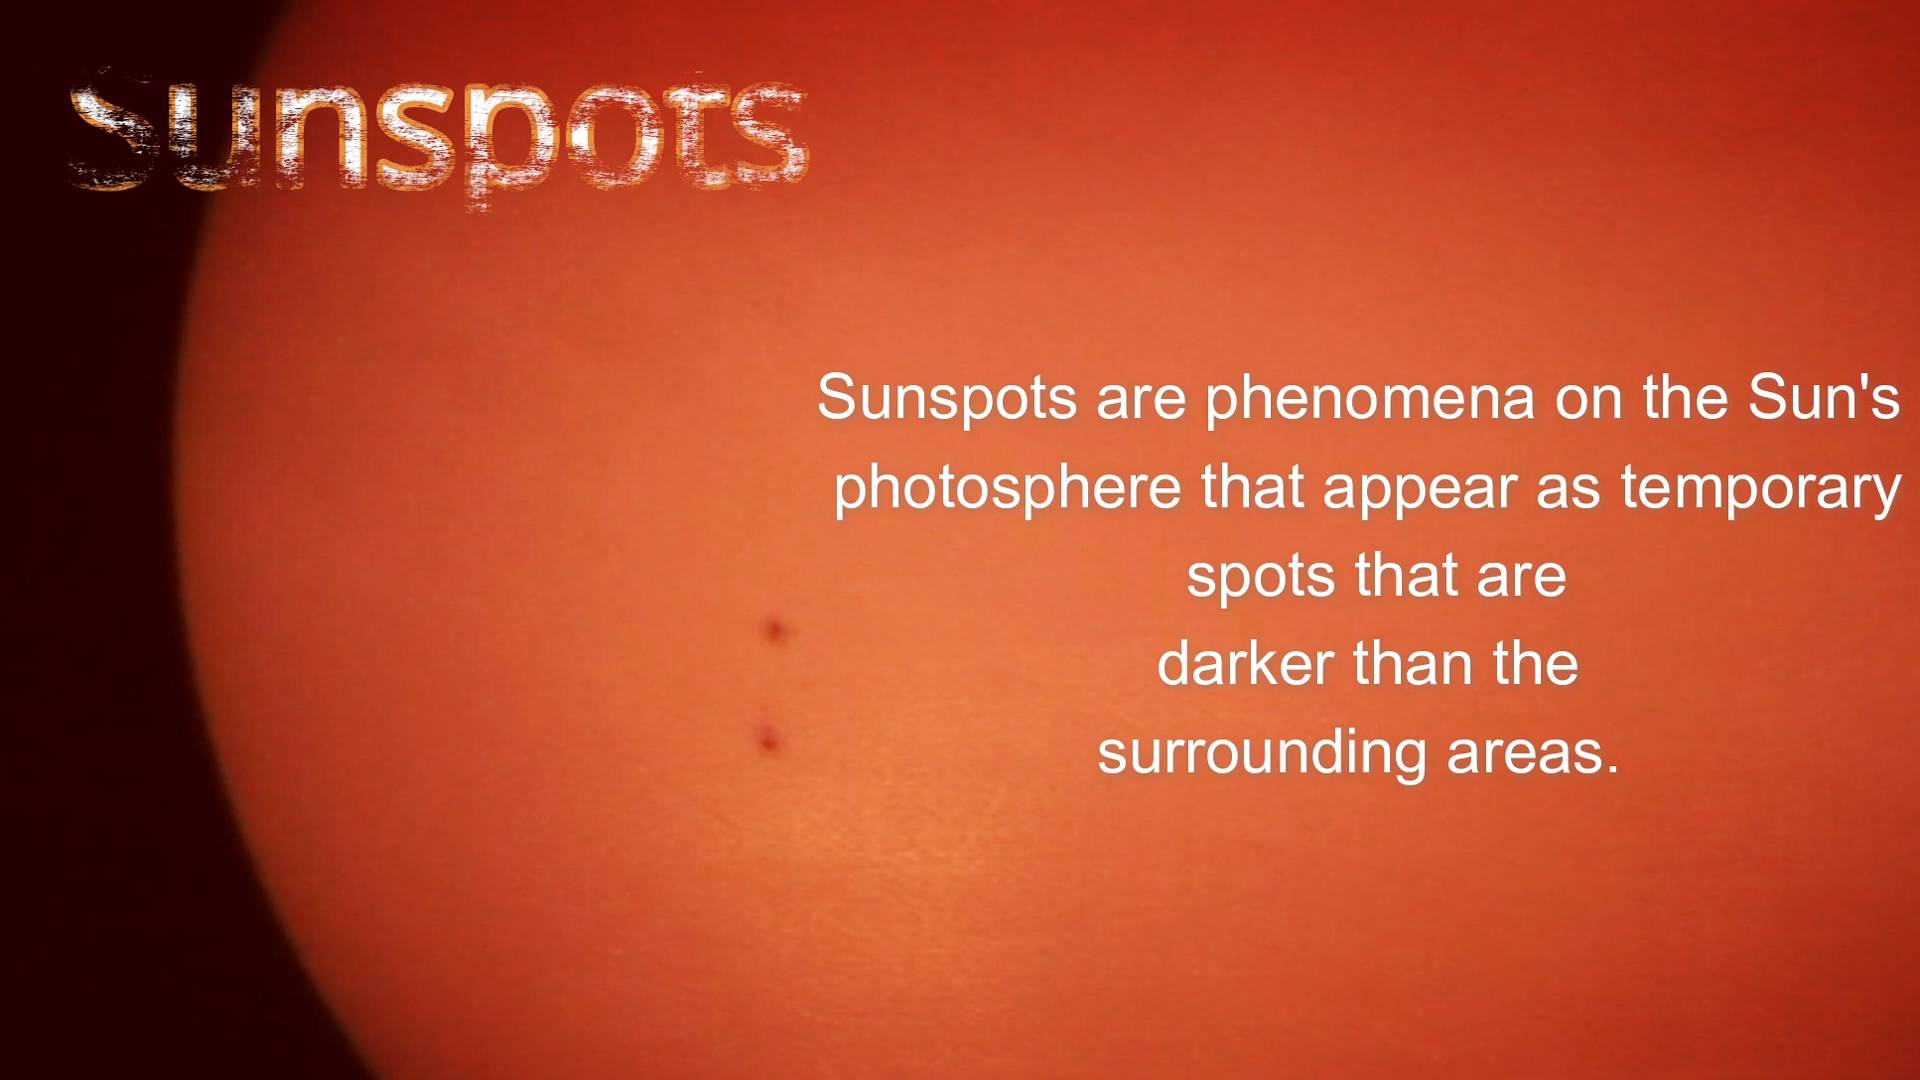 Sunspots
Sunspots are phenomena on the Sun's
photosphere that appear as temporary
spots that are
darker than the
surrounding areas.